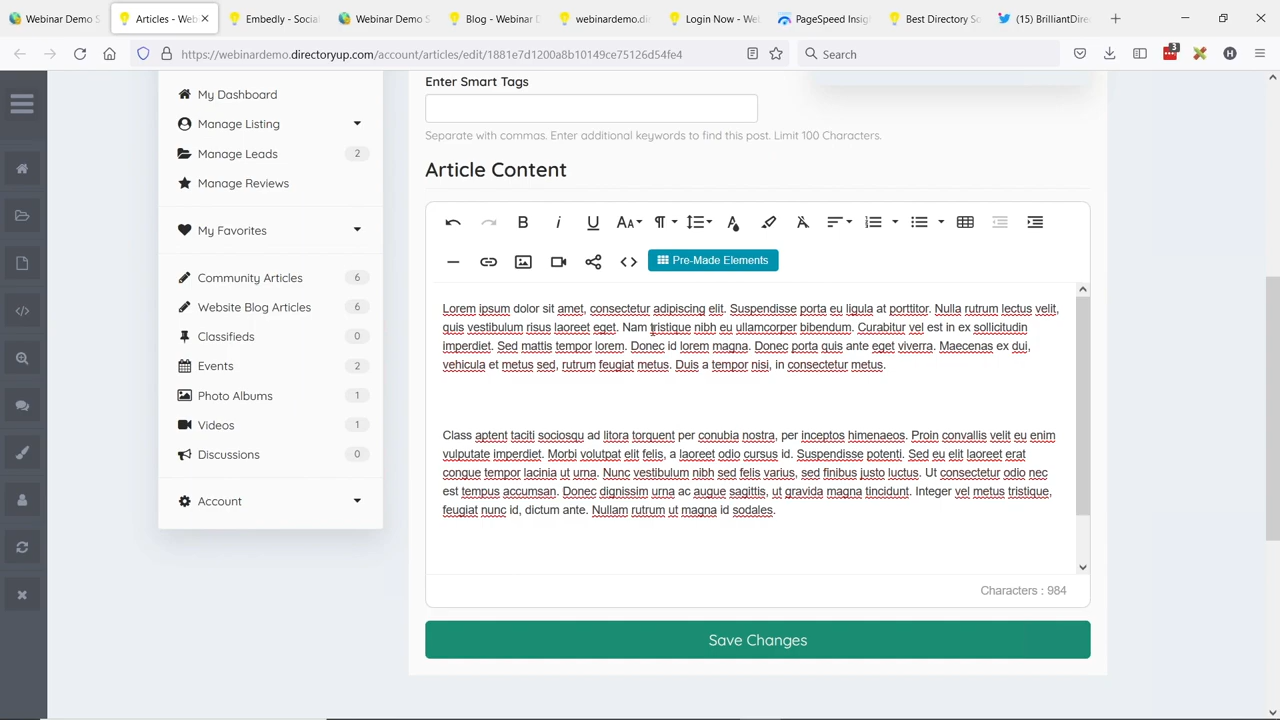 Webinar Demo S
Articles - Web
Embedly - Socia
Webinar Demo S
Blog - Webinar D
webinardemo.di
Login Now - We
PageSpeed Insig
Best Directory So
(15) BrilliantDire
https://webinardemo.directoryup.com/account/articles/edit/1881e7d1200a8b10149ce75126d54fe4
Search
3
H
My Dashboard
Manage Listing
Manage Leads 2
Manage Reviews
My Favorites
Community Articles 6
Website Blog Articles 6
Classifieds 0
Events 2
Photo Albums 1
Videos 1
Discussions 0
Account
Enter Smart Tags
Separate with commas. Enter additional keywords to find this post. Limit 100 Characters.
Article Content
Pre-Made Elements
Lorem ipsum dolor sit amet, consectetur adipiscing elit. Suspendisse porta eu ligula at porttitor. Nulla rutrum lectus velit,
quis vestibulum risus laoreet eget. Nam tristique nibh eu ullamcorper bibendum. Curabitur vel est in ex sollicitudin
imperdiet. Sed mattis tempor lorem. Donec id lorem magna. Donec porta quis ante eget viverra. Maecenas ex dui,
vehicula et metus sed, rutrum feugiat metus. Duis a tempor nisi, in consectetur metus.
Class aptent taciti sociosqu ad litora torquent per conubia nostra, per inceptos himenaeos. Proin convallis velit eu enim
vulputate imperdiet. Morbi volutpat elit felis, a laoreet odio cursus id. Suspendisse potenti. Sed eu elit laoreet erat
congue tempor lacinia ut urna. Nunc vestibulum nibh sed felis varius, sed finibus justo luctus. Ut consectetur odio nec
est tempus accumsan. Donec dignissim urna ac augue sagittis, ut gravida magna tincidunt. Integer vel metus tristique,
feugiat nunc id, dictum ante. Nullam rutrum ut magna id sodales.
Characters : 984
Save Changes